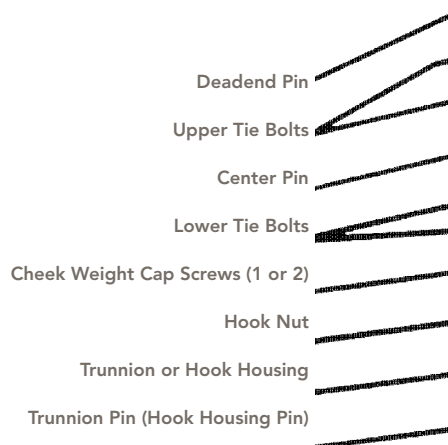 Deadend Pin
Upper Tie Bolts
Center Pin
Lower Tie Bolts
Cheek Weight Cap Screws (1 or 2)
Hook Nut
Trunnion or Hook Housing
Trunnion Pin (Hook Housing Pin)